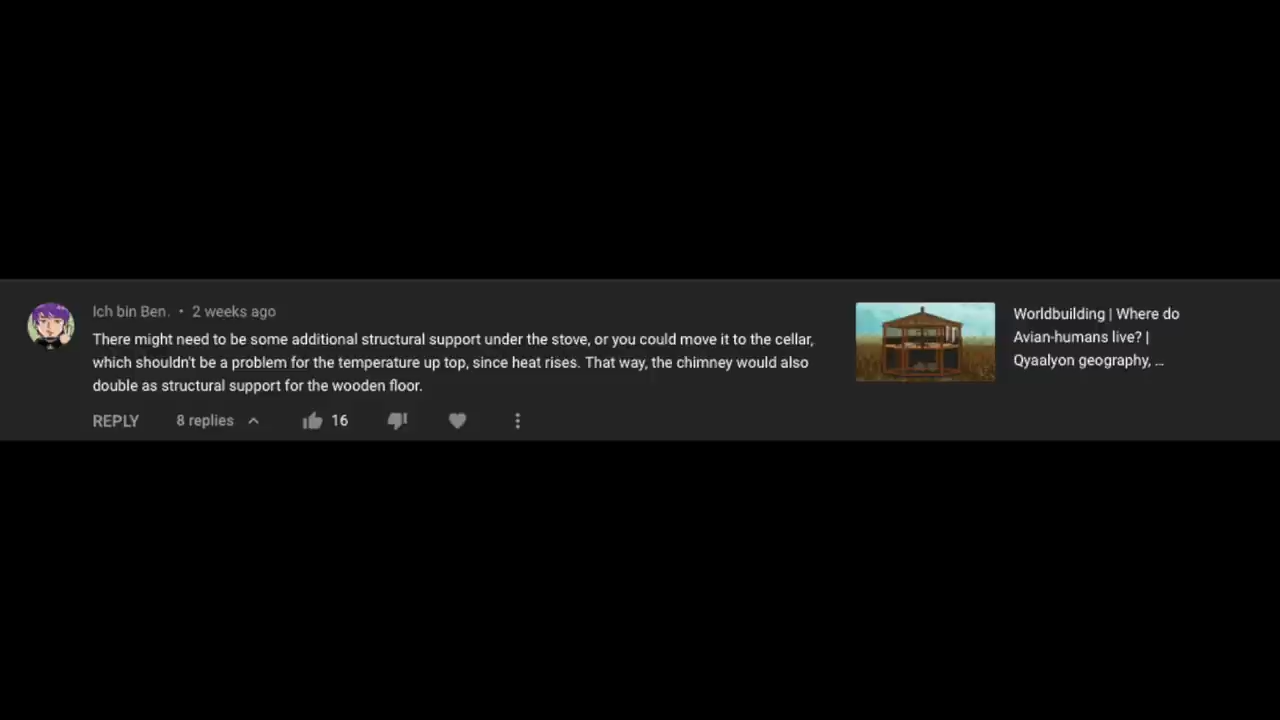 Ich bin Ben. • 2 weeks ago
There might need to be some additional structural support under the stove, or you could move it to the cellar,
which shouldn't be a problem for the temperature up top, since heat rises. That way, the chimney would also
double as structural support for the wooden floor.
REPLY 8 replies 16
Worldbuilding | Where do
Avian-humans live? |
Qyaalyon geography, ...